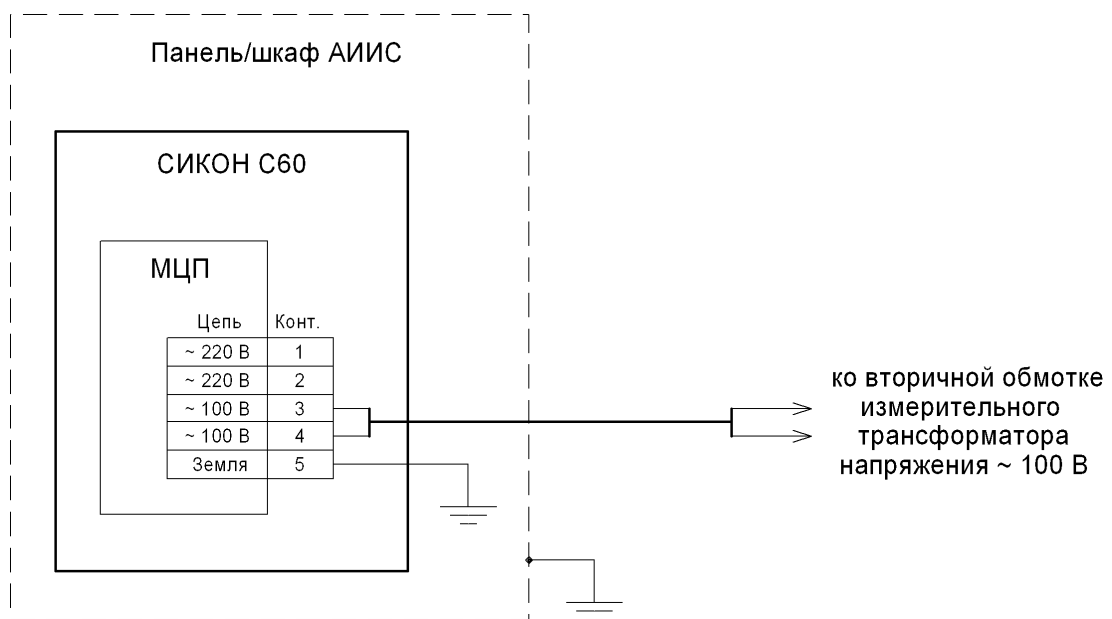 Панель/шкаф АИИС
СИКОН С60
МЦП
Цепь Конт.
~ 220 В 1
~ 220 В 2
~ 100 В 3
~ 100 В 4
Земля 5
ко вторичной обмотке
измерительного
трансформатора
напряжения ~ 100 В